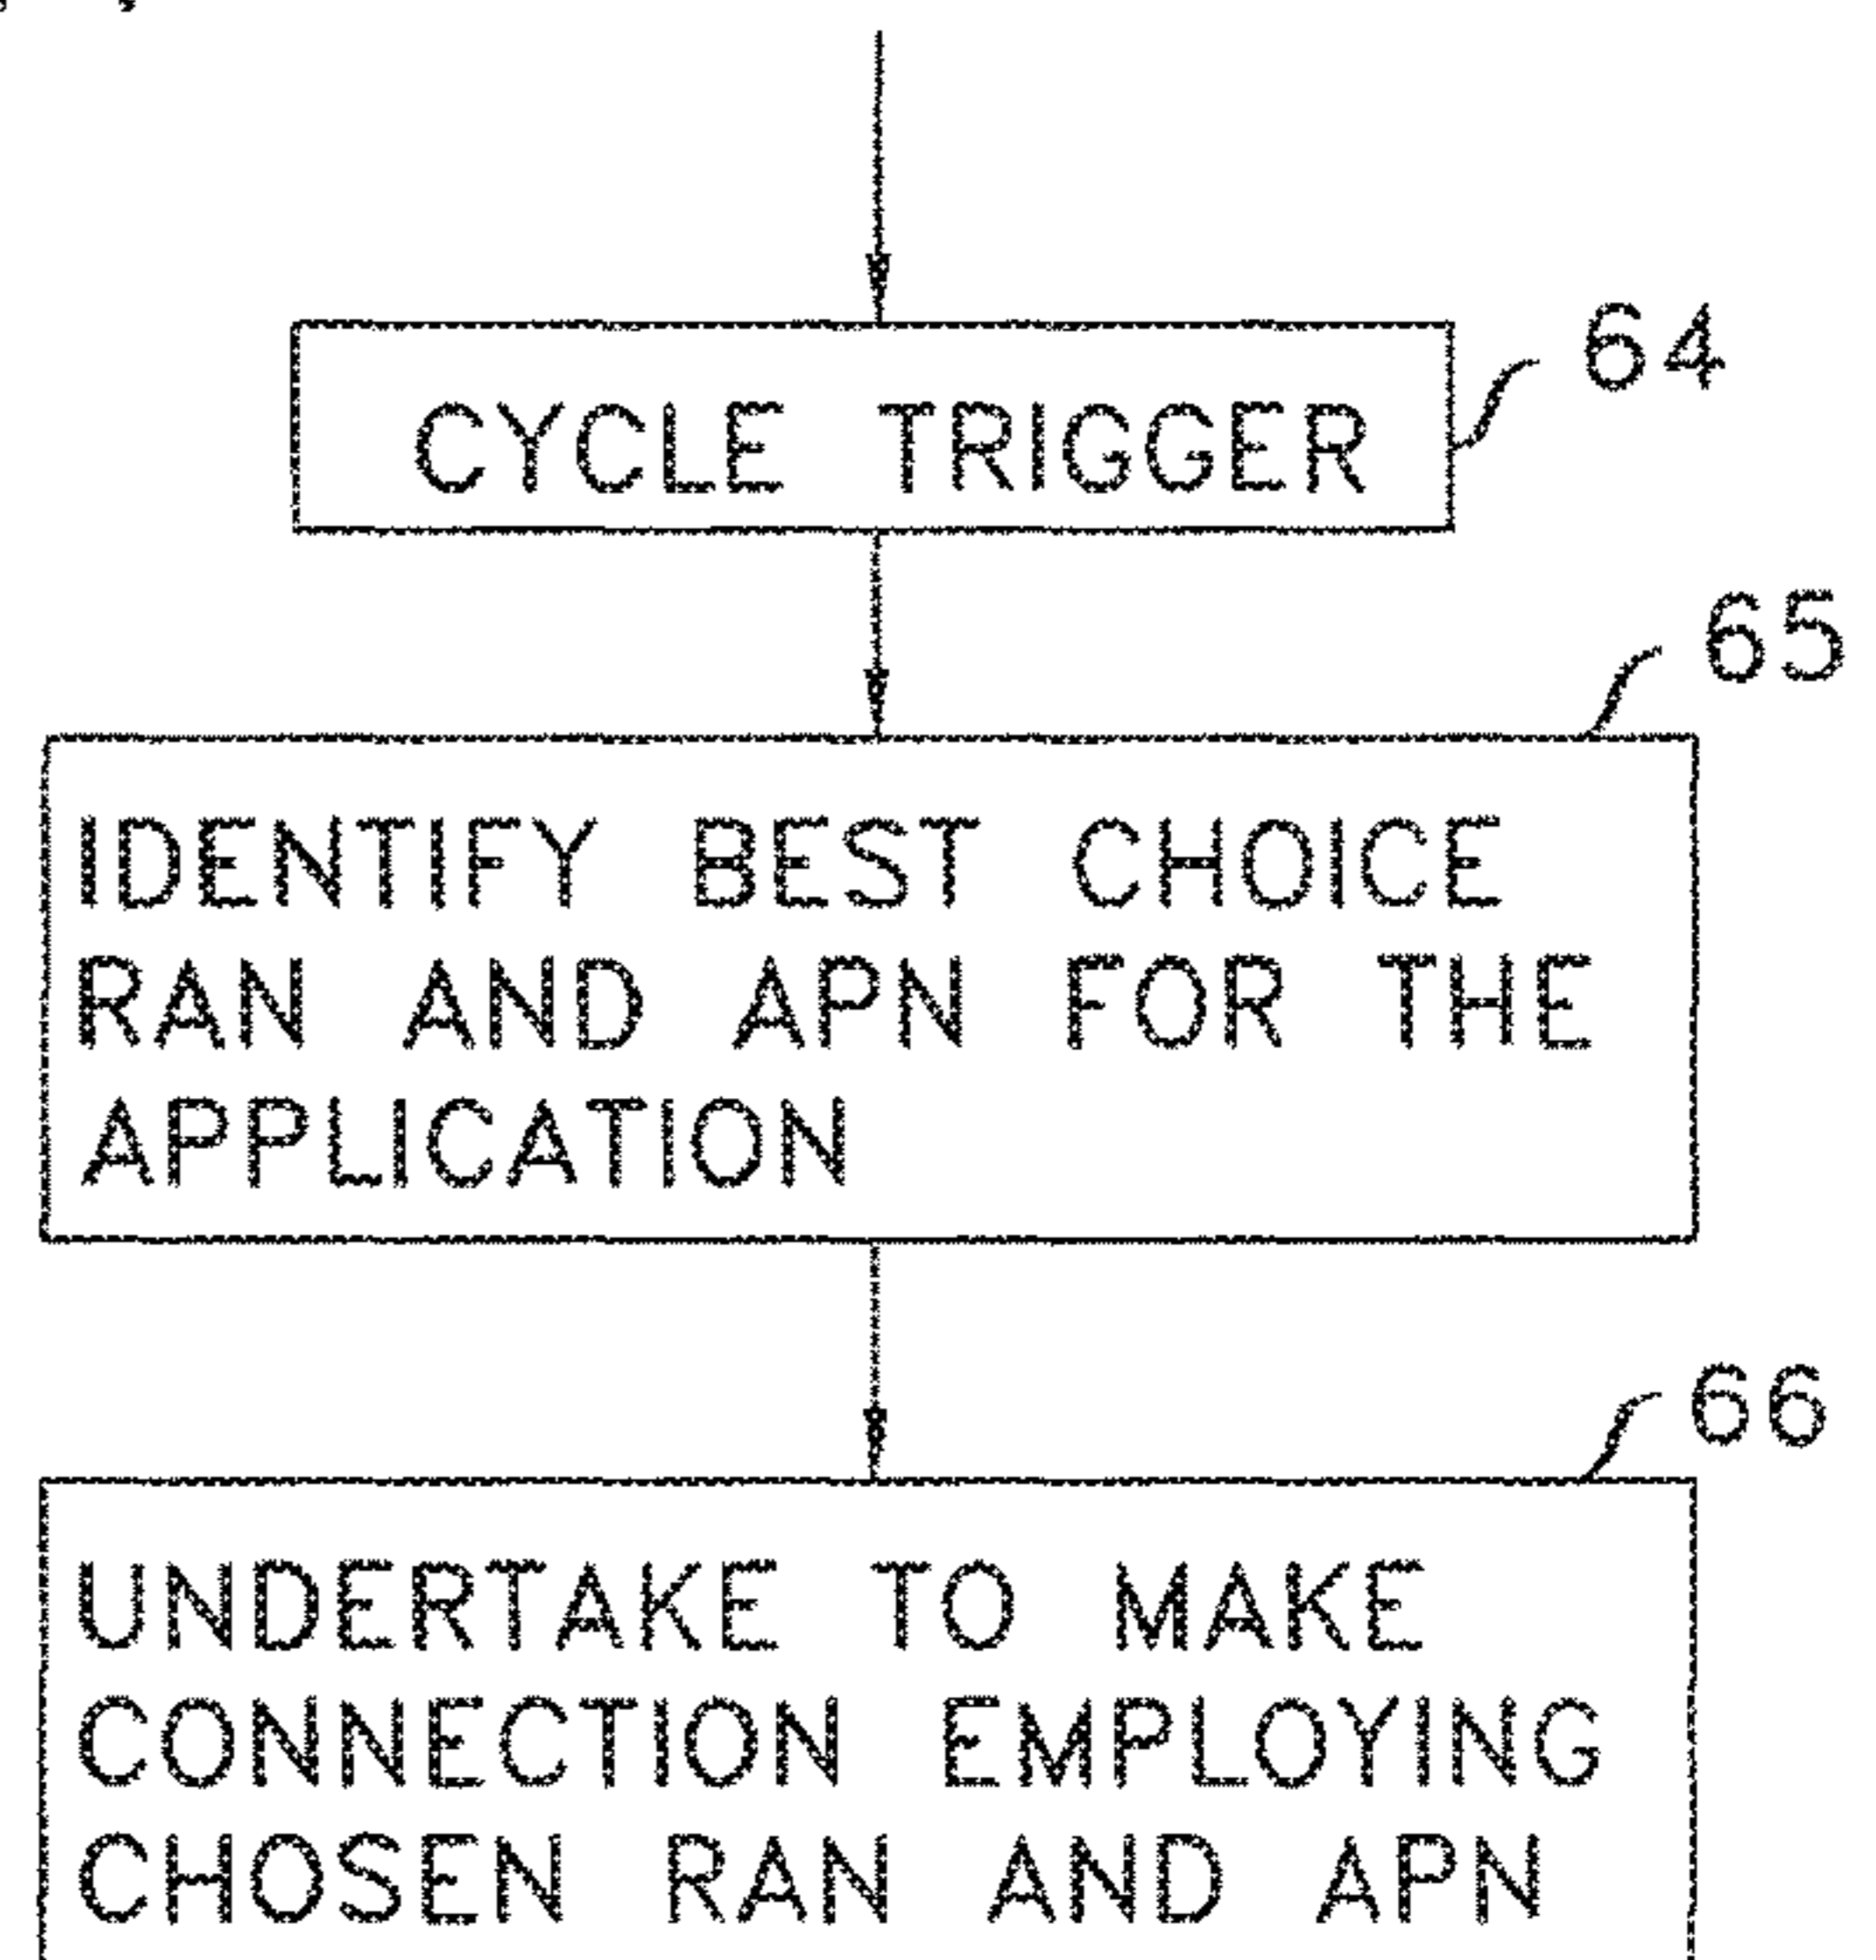 64
CYCLE TRIGGER
65
IDENTIFY BEST CHOICE
RAN AND APN FOR THE
APPLICATION
66
UNDERTAKE TO MAKE
CONNECTION EMPLOYING
CHOSEN RAN AND APN